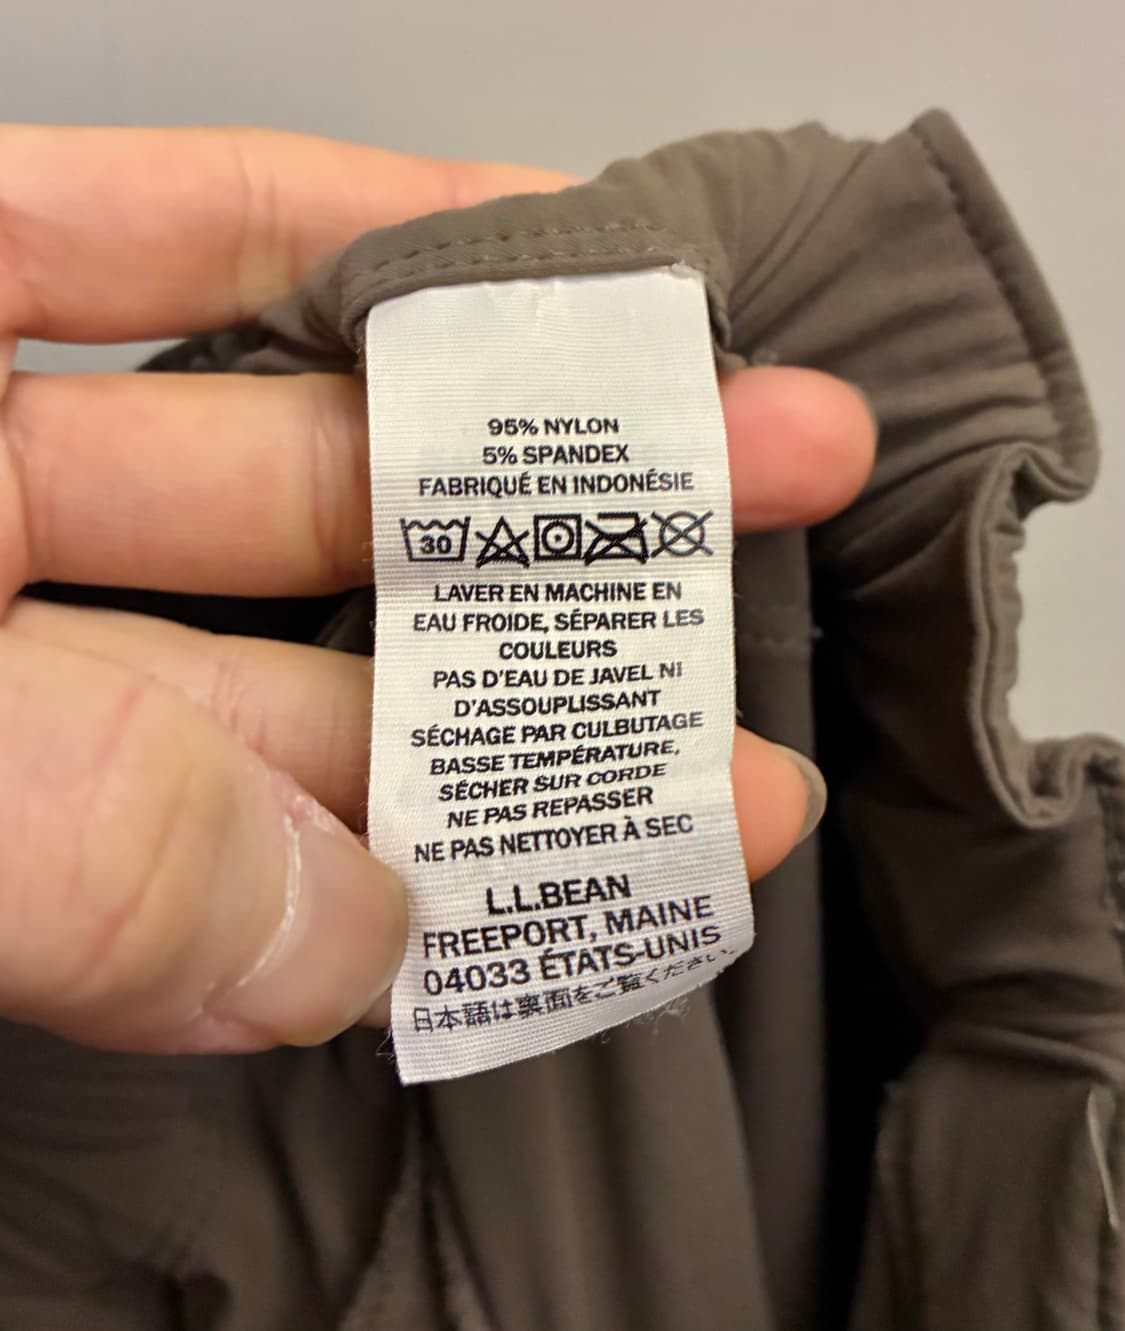 95% NYLON
5% SPANDEX
FABRIQUÉ EN INDONÉSIE
30
LAVER EN MACHINE EN
EAU FROIDE, SÉPARER LES
COULEURS
PAS D'EAU DE JAVEL NI
D'ASSOUPLISSANT
SÉCHAGE PAR CULBUTAGE
BASSE TEMPÉRATURE,
SÉCHER SUR CORDE
NE PAS REPASSER
NE PAS NETTOYER À SEC
L.L.BEAN
FREEPORT, MAINE
04033 ÉTATS-UNIS
日本語は裏面をご覧ください。